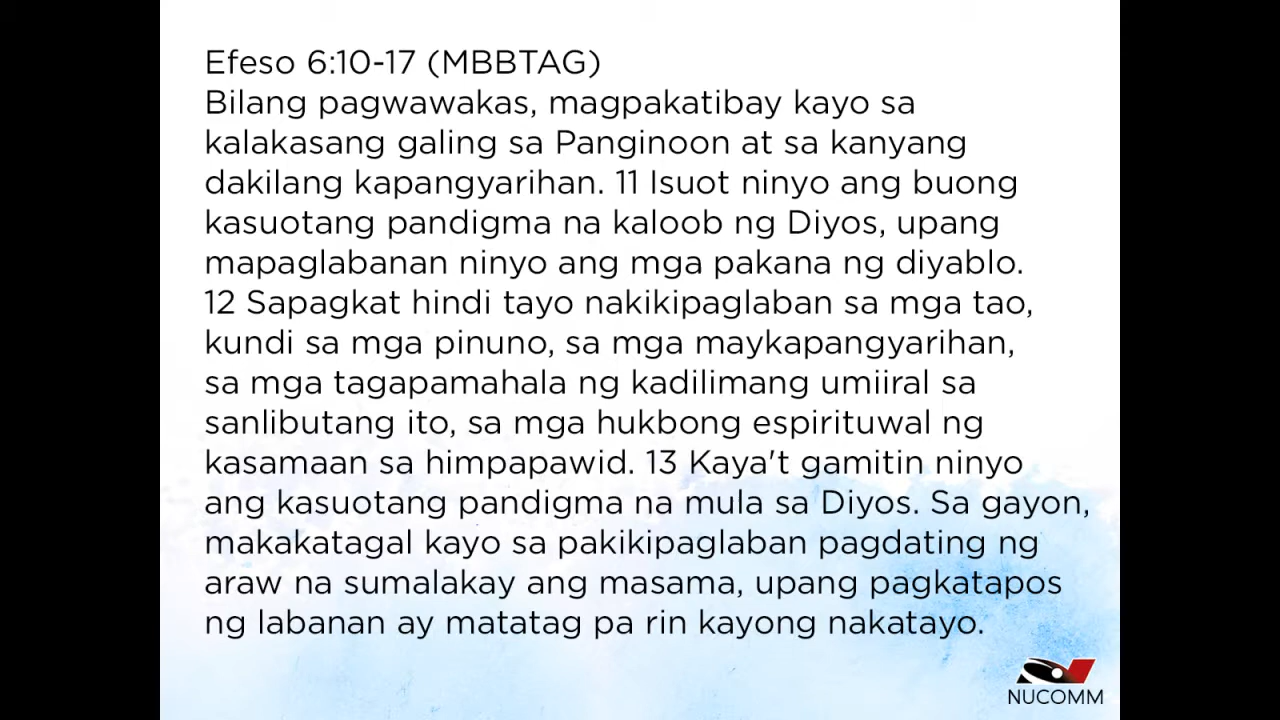 Efeso 6:10-17 (MBBTAG)
Bilang pagwawakas, magpakatibay kayo sa
kalakasang galing sa Panginoon at sa kanyang
dakilang kapangyarihan. 11 Isuot ninyo ang buong
kasuotang pandigma na kaloob ng Diyos, upang
mapaglabanan ninyo ang mga pakana ng diyablo.
12 Sapagkat hindi tayo nakikipaglaban sa mga tao,
kundi sa mga pinuno, sa mga maykapangyarihan,
sa mga tagapamahala ng kadilimang umiiral sa
sanlibutang ito, sa mga hukbong espirituwal ng
kasamaan sa himpapawid. 13 Kaya't gamitin ninyo
ang kasuotang pandigma na mula sa Diyos. Sa gayon,
makakatagal kayo sa pakikipaglaban pagdating ng
araw na sumalakay ang masama, upang pagkatapos
ng labanan ay matatag pa rin kayong nakatayo.
NUCOMM